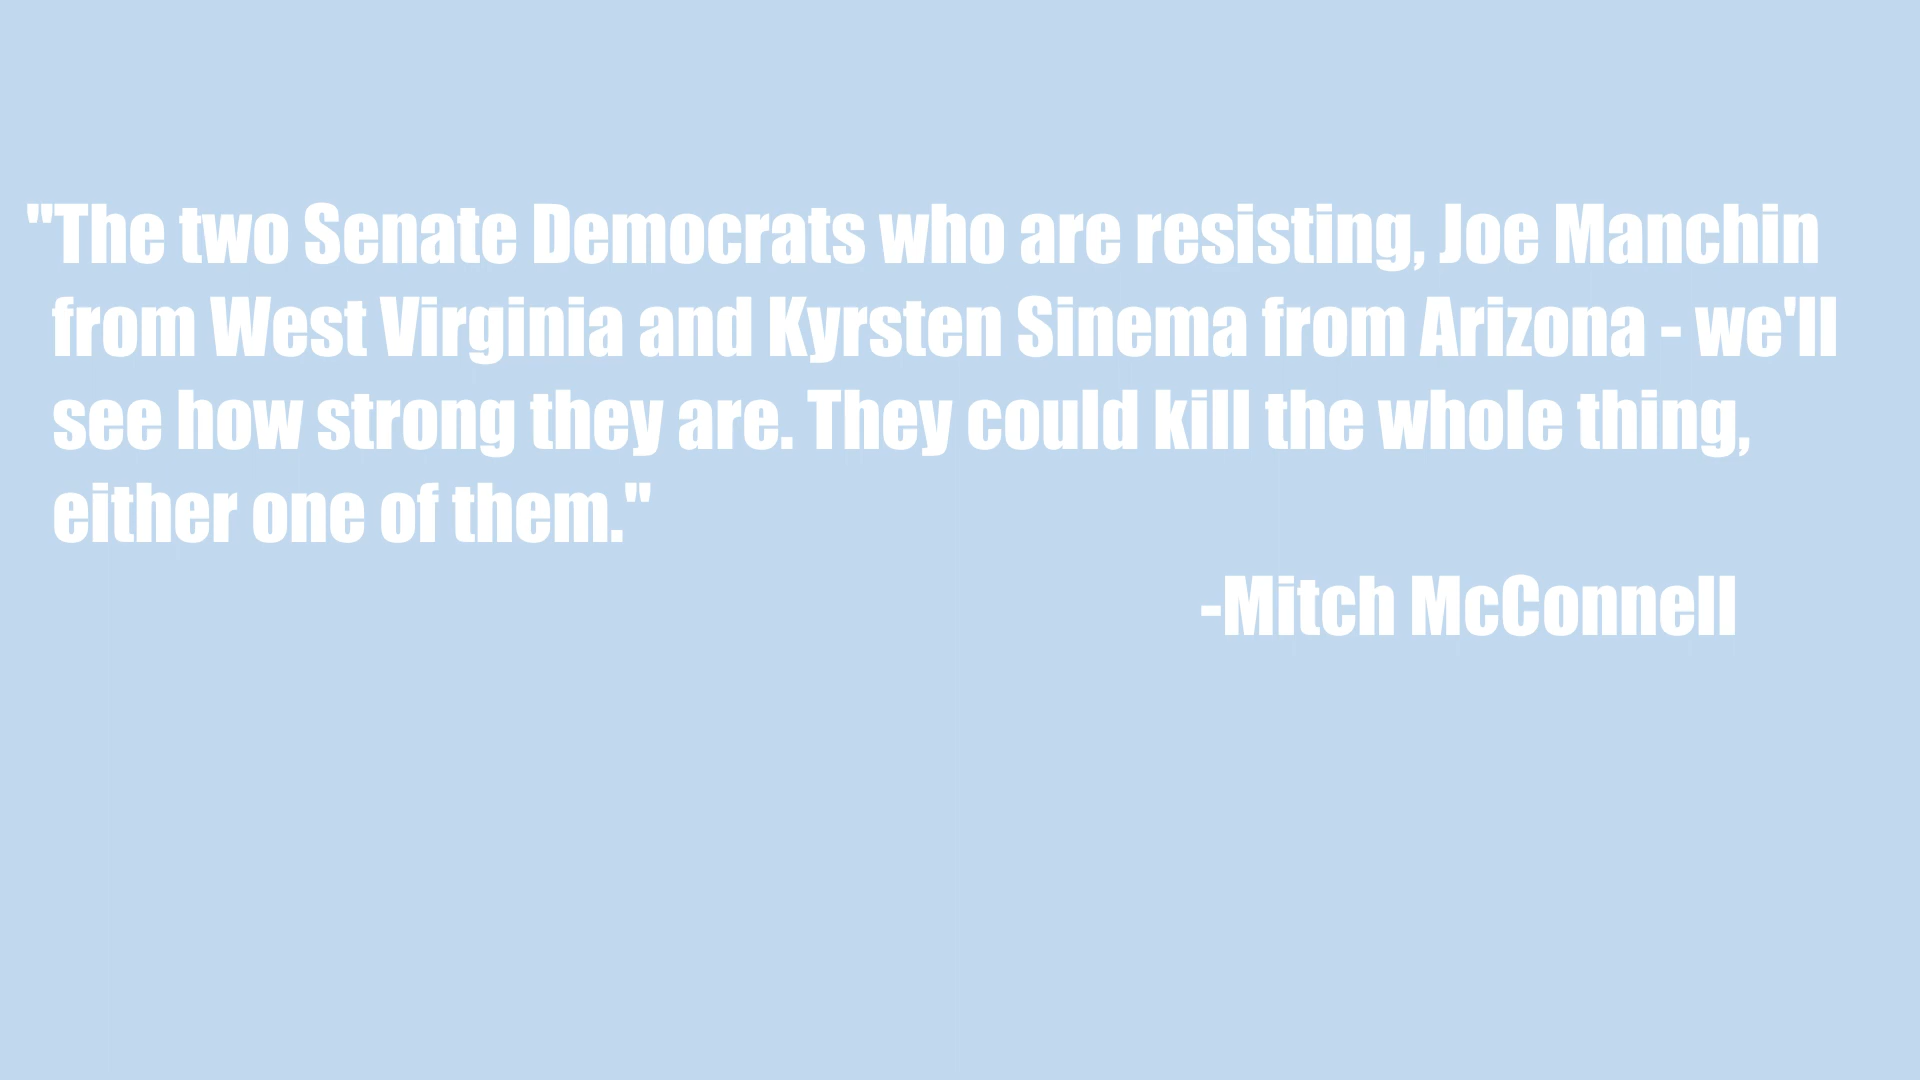 "The two Senate Democrats who are resisting, Joe Manchin
from West Virginia and Kyrsten Sinema from Arizona - we'll
see how strong they are. They could kill the whole thing,
either one of them."
-Mitch McConnell